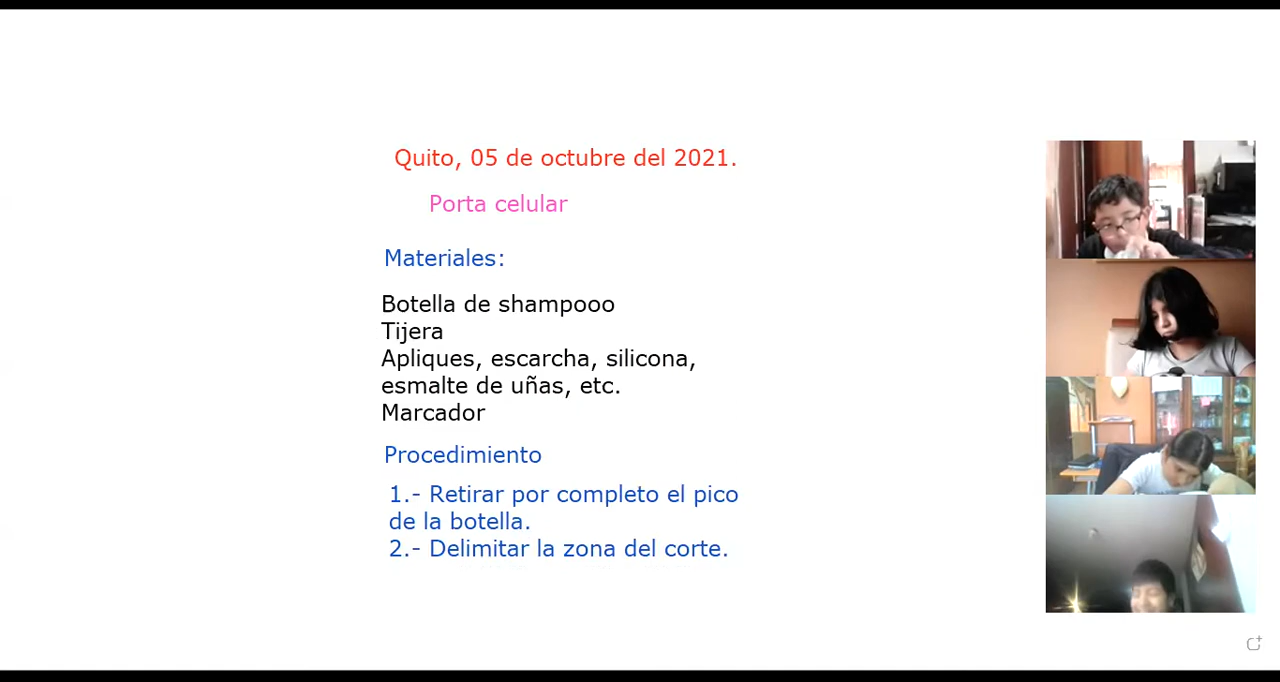 Quito, 05 de octubre del 2021.
Porta celular
Materiales:
Botella de shampooo
Tijera
Apliques, escarcha, silicona,
esmalte de uñas, etc.
Marcador
Procedimiento
1.- Retirar por completo el pico
de la botella.
2.- Delimitar la zona del corte.